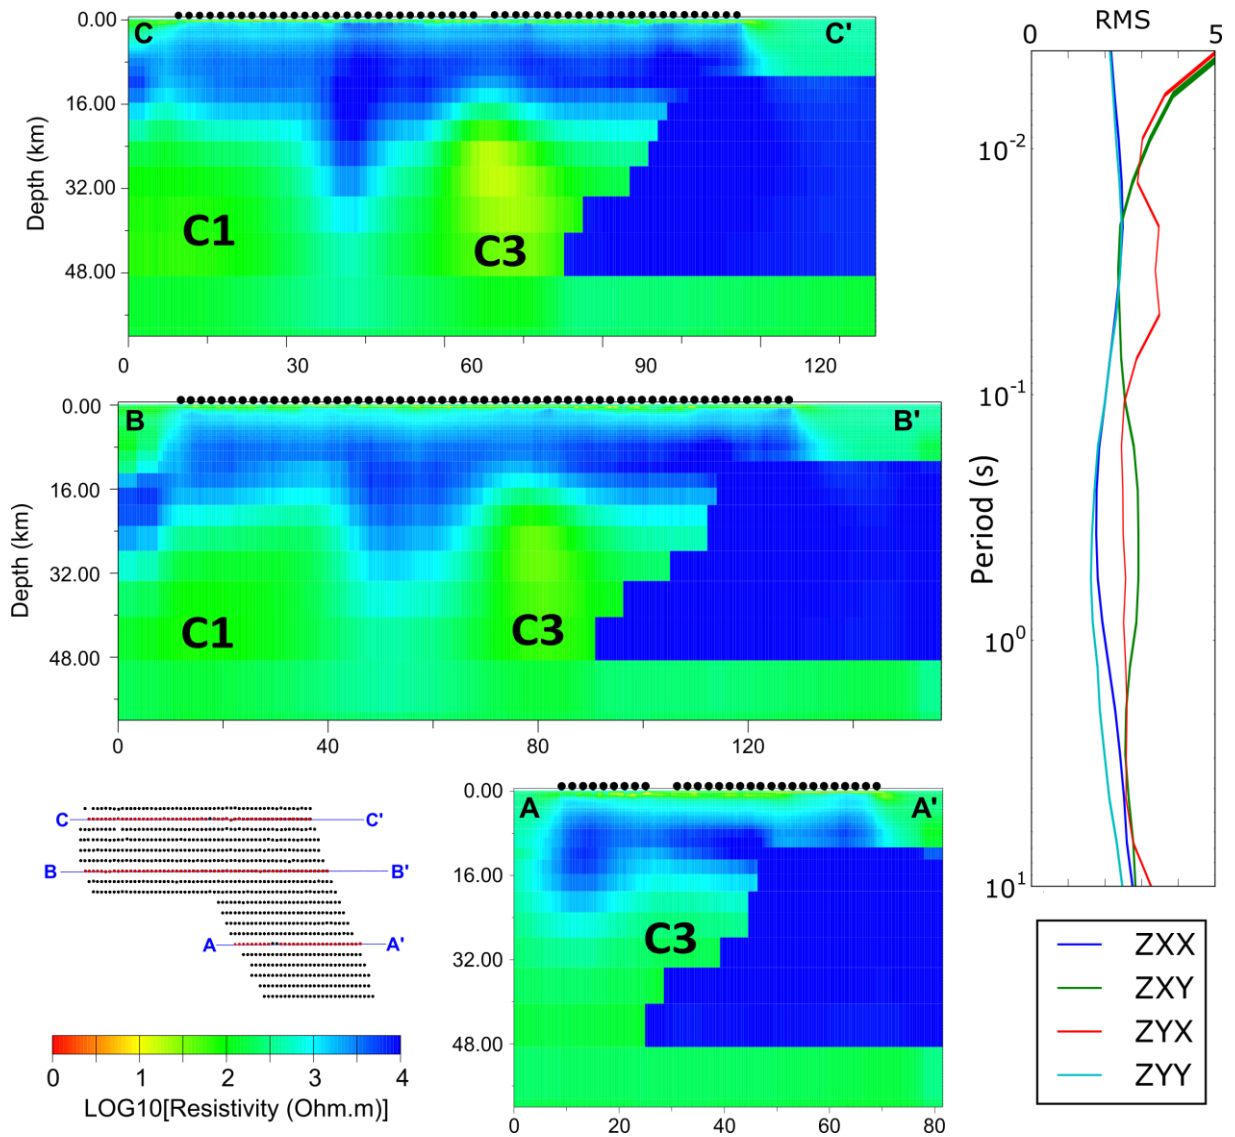 C C'
0.00
16.00
32.00
48.00
Depth (km)
C1
C3
0 30 60 90 120
B B'
0.00
16.00
32.00
48.00
Depth (km)
C1
C3
0 40 80 120
C C'
B B'
A A'
0 1 2 3 4
LOG10[Resistivity (Ohm.m)]
A A'
0.00
16.00
32.00
48.00
C3
0 20 40 60 80
RMS
0 5
10⁻²
10⁻¹
10⁰
10¹
Period (s)
ZXX
ZXY
ZYX
ZYY